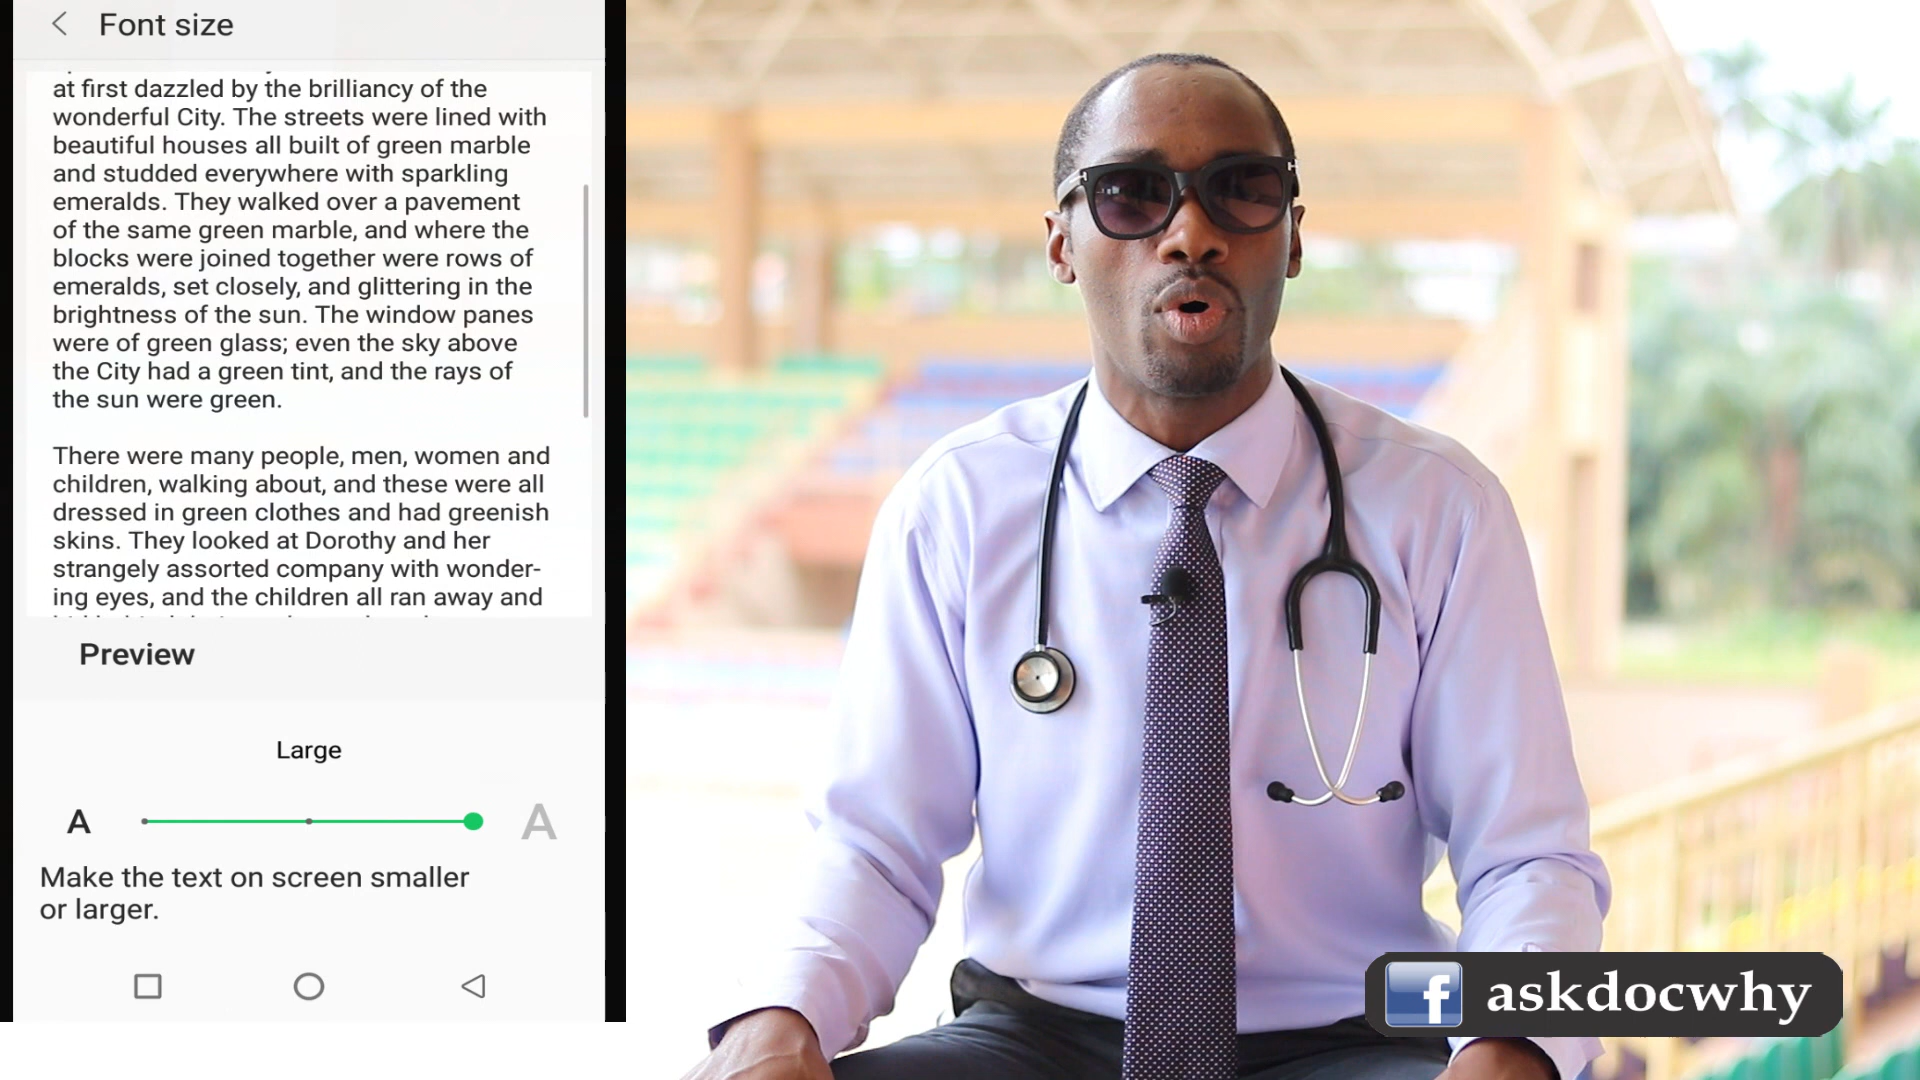 Font size
at first dazzled by the brilliancy of the
wonderful City. The streets were lined with
beautiful houses all built of green marble
and studded everywhere with sparkling
emeralds. They walked over a pavement
of the same green marble, and where the
blocks were joined together were rows of
emeralds, set closely, and glittering in the
brightness of the sun. The window panes
were of green glass; even the sky above
the City had a green tint, and the rays of
the sun were green.
There were many people, men, women and
children, walking about, and these were all
dressed in green clothes and had greenish
skins. They looked at Dorothy and her
strangely assorted company with wonder-
ing eyes, and the children all ran away and
Preview
Large
A A
Make the text on screen smaller
or larger.
f askdocwhy